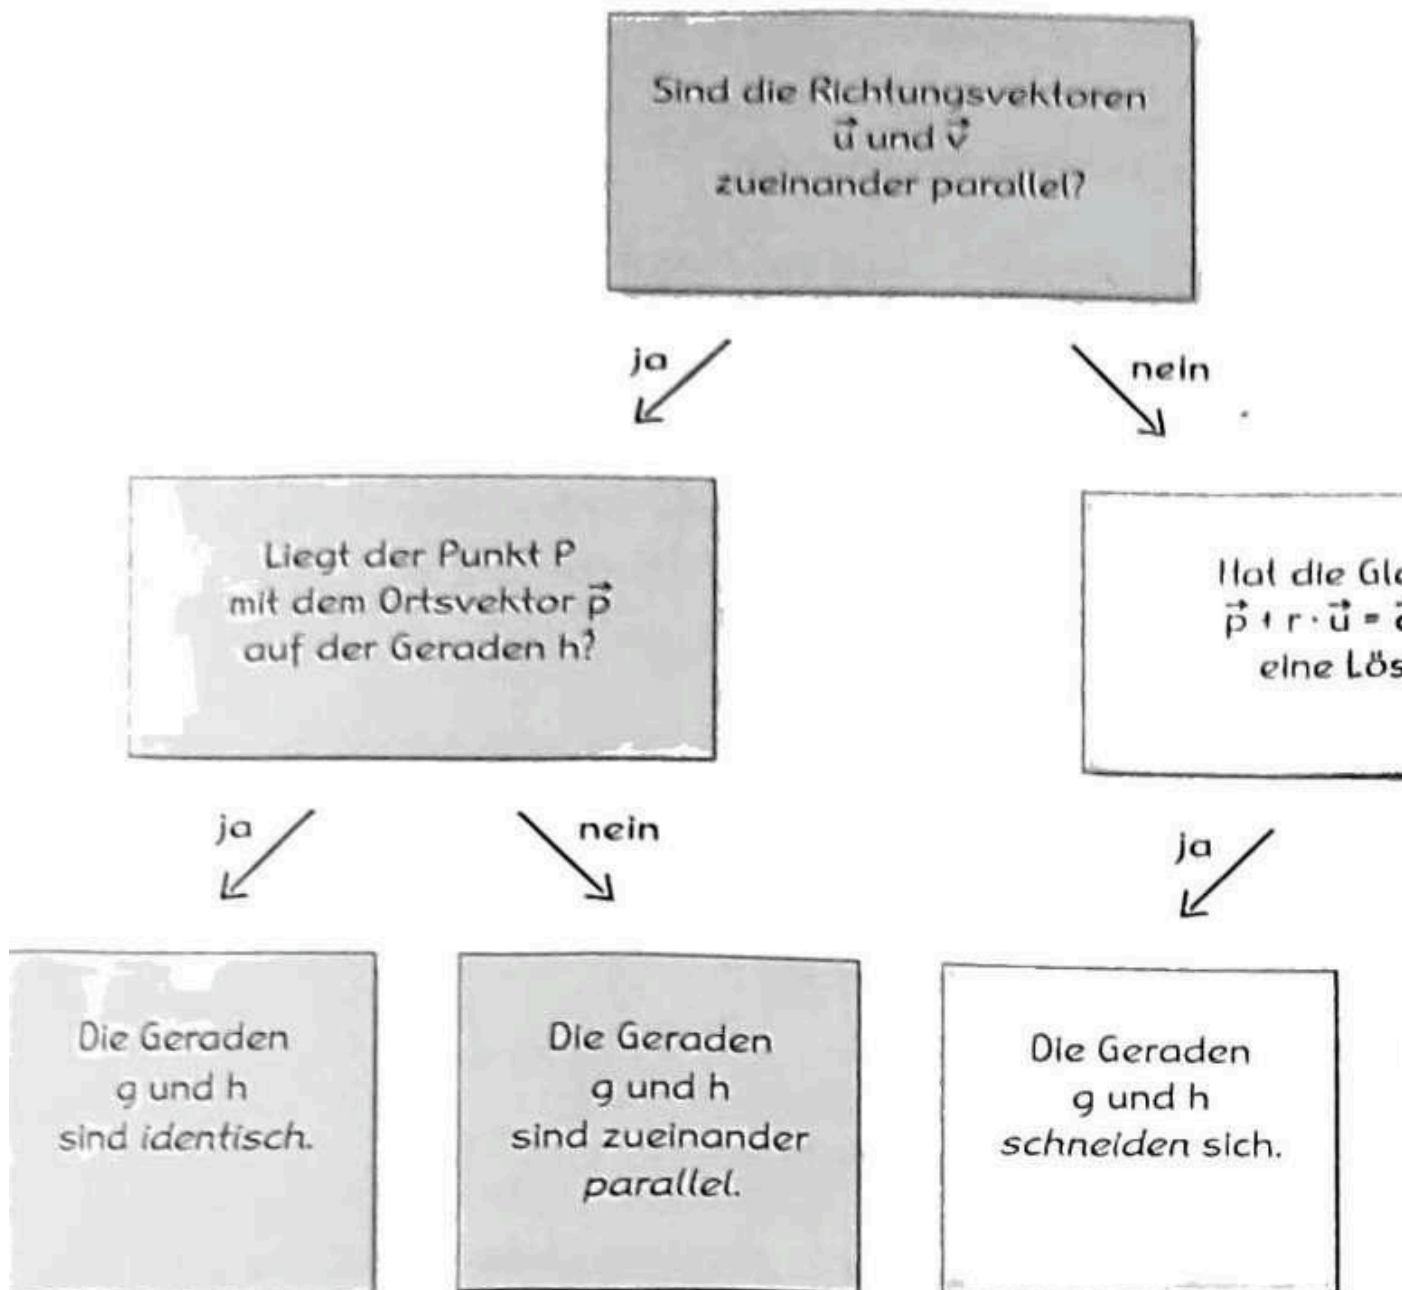 Sind die Richtungsvektoren
u⃗ und v⃗
zueinander parallel?
ja
nein
Liegt der Punkt P
mit dem Ortsvektor p⃗
auf der Geraden h?
Hat die
p⃗ + r · u⃗ =
eine
ja
nein
ja
Die Geraden
g und h
sind identisch.
Die Geraden
g und h
sind zueinander
parallel.
Die Geraden
g und h
schneiden sich.